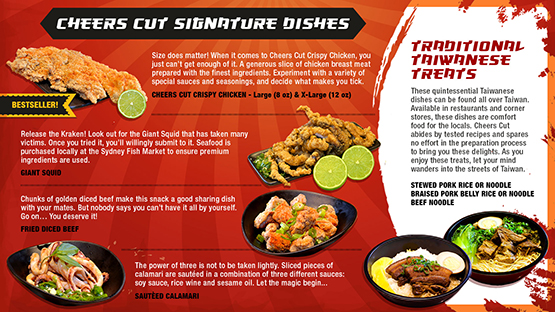 CHEERS CUT SIGNATURE DISHES
Size does matter! When it comes to Cheers Cut Crispy Chicken, you
just can't get enough of it. A generous slice of chicken breast meat
prepared with the finest ingredients. Experiment with a variety of
special sauces and seasonings, and decide what makes you tick.
CHEERS CUT CRISPY CHICKEN - Large (8 oz) & X-Large (12 oz)
BESTSELLER!
Release the Kraken! Look out for the Giant Squid that has taken many
victims. Once you tried it, you'll willingly submit to it. Seafood is
purchased locally at the Sydney Fish Market to ensure premium
ingredients are used.
GIANT SQUID
Chunks of golden diced beef make this snack a good sharing dish
with your mates. But nobody says you can't have it all by yourself.
Go on... You deserve it!
FRIED DICED BEEF
The power of three is not to be taken lightly. Sliced pieces of
calamari are sautéed in a combination of three different sauces:
soy sauce, rice wine and sesame oil. Let the magic begin...
SAUTÉED CALAMARI
TRADITIONAL
TAIWANESE
TREATS
These quintessential Taiwanese
dishes can be found all over Taiwan.
Available in restaurants and corner
stores, these dishes are comfort
food for the locals. Cheers Cut
abides by tested recipes and spares
no effort in the preparation process
to bring you these delights. As you
enjoy these treats, let your mind
wanders into the streets of Taiwan.
STEWED PORK RICE OR NOODLE
BRAISED PORK BELLY RICE OR NOODLE
BEEF NOODLE